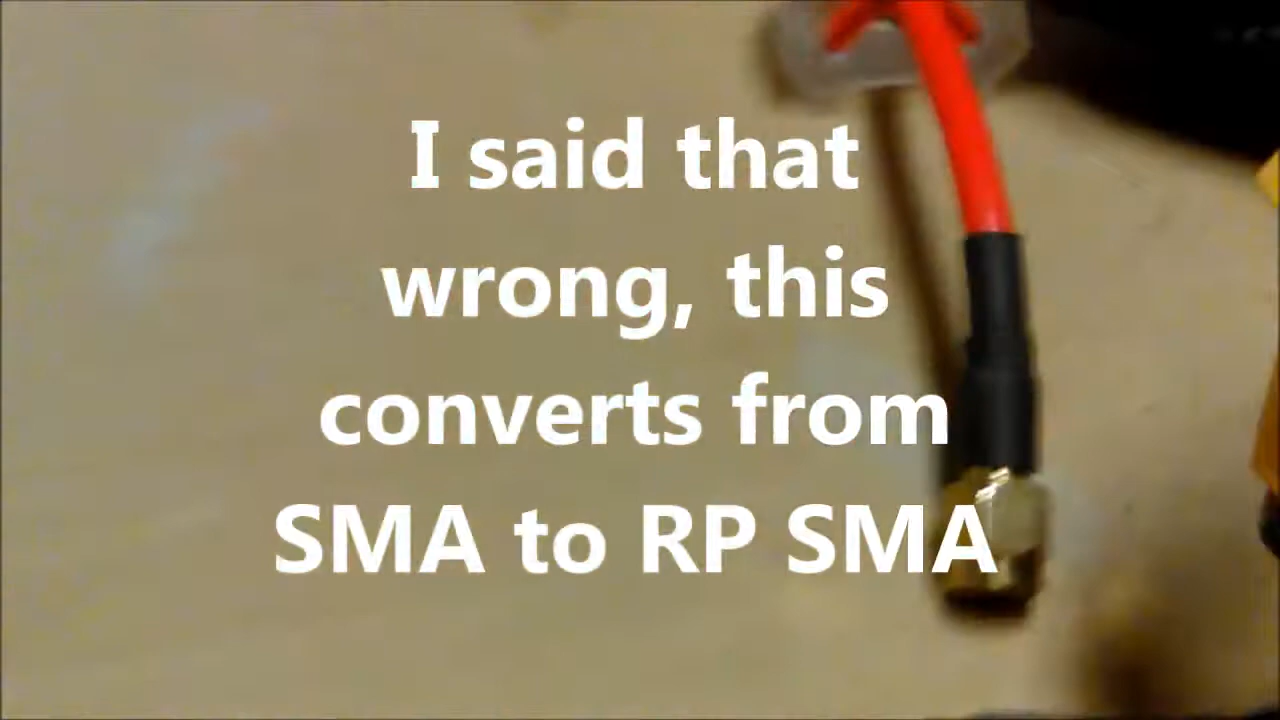 I said that
wrong, this
converts from
SMA to RP SMA